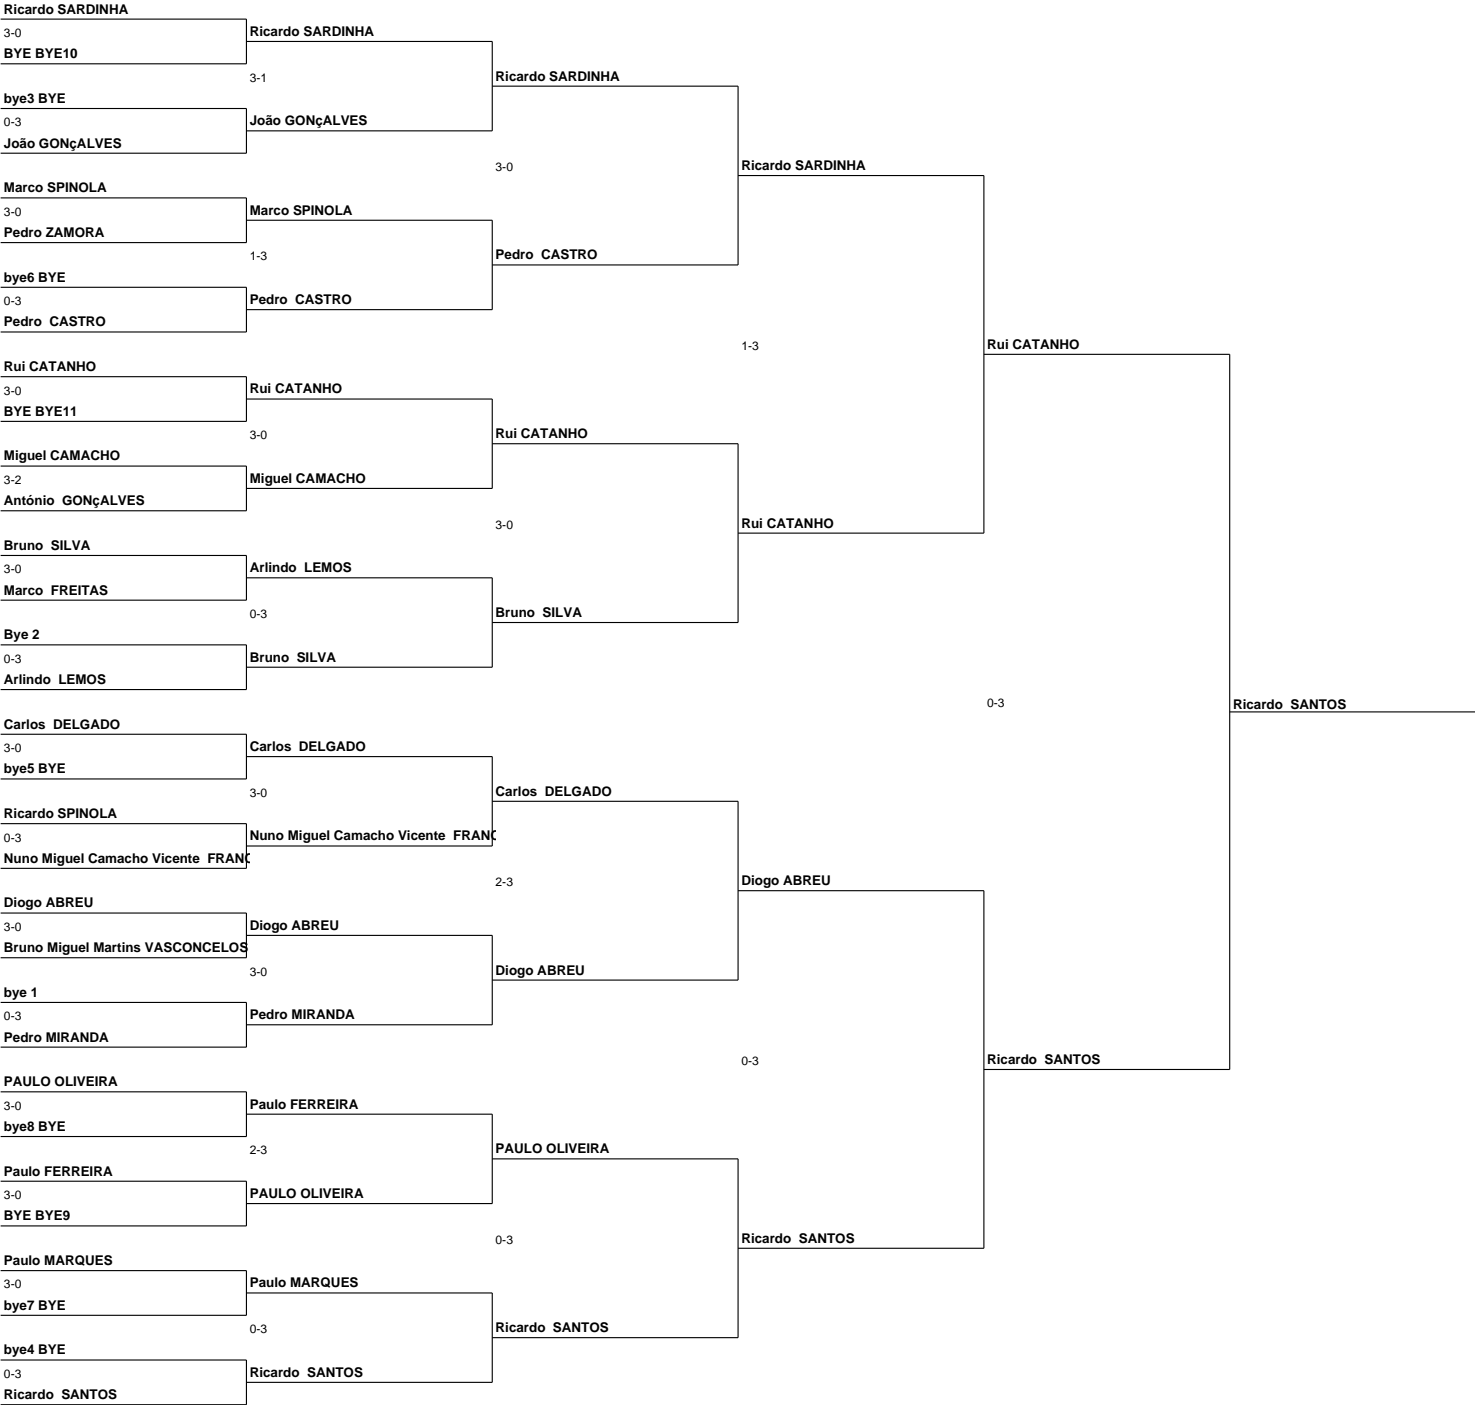 Ricardo SARDINHA
3-0
BYE BYE10
bye3 BYE
0-3
João GONçALVES
Marco SPINOLA
3-0
Pedro ZAMORA
bye6 BYE
0-3
Pedro  CASTRO
Rui CATANHO
3-0
BYE BYE11
Miguel CAMACHO
3-2
António  GONçALVES
Bruno  SILVA
3-0
Marco  FREITAS
Bye 2
0-3
Arlindo  LEMOS
Carlos  DELGADO
3-0
bye5 BYE
Ricardo SPINOLA
0-3
Nuno Miguel Camacho Vicente  FRANC
Diogo ABREU
3-0
Bruno Miguel Martins VASCONCELOS
bye 1
0-3
Pedro MIRANDA
PAULO OLIVEIRA
3-0
bye8 BYE
Paulo FERREIRA
3-0
BYE BYE9
Paulo MARQUES
3-0
bye7 BYE
bye4 BYE
0-3
Ricardo  SANTOS
Ricardo SARDINHA
3-1
João GONçALVES
Marco SPINOLA
1-3
Pedro  CASTRO
Rui CATANHO
3-0
Miguel CAMACHO
Arlindo  LEMOS
0-3
Bruno  SILVA
Carlos  DELGADO
3-0
Nuno Miguel Camacho Vicente  FRANC
Diogo ABREU
3-0
Pedro MIRANDA
Paulo FERREIRA
2-3
PAULO OLIVEIRA
Paulo MARQUES
0-3
Ricardo  SANTOS
Ricardo SARDINHA
3-0
Pedro  CASTRO
Rui CATANHO
3-0
Bruno  SILVA
Carlos  DELGADO
2-3
Diogo ABREU
PAULO OLIVEIRA
0-3
Ricardo  SANTOS
Ricardo SARDINHA
1-3
Rui CATANHO
Diogo ABREU
0-3
Ricardo  SANTOS
Rui CATANHO
0-3
Ricardo  SANTOS
Ricardo  SANTOS